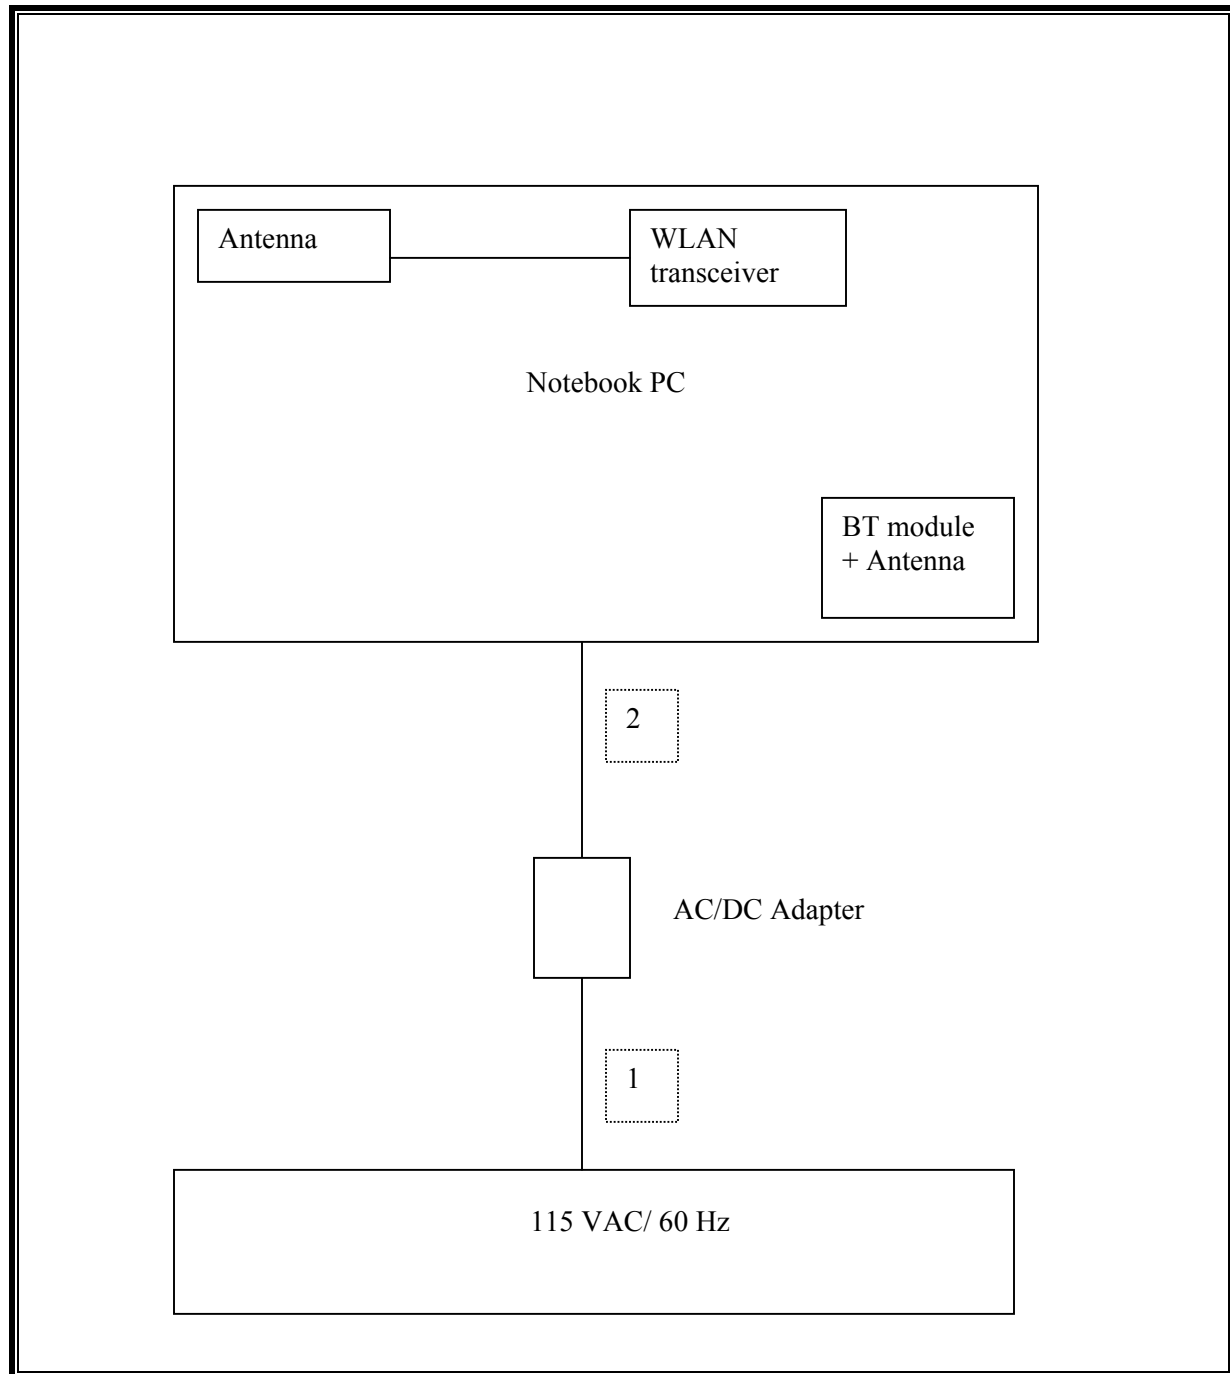 Antenna
WLAN
transceiver
Notebook PC
BT module
+ Antenna
2
AC/DC Adapter
1
115 VAC/ 60 Hz